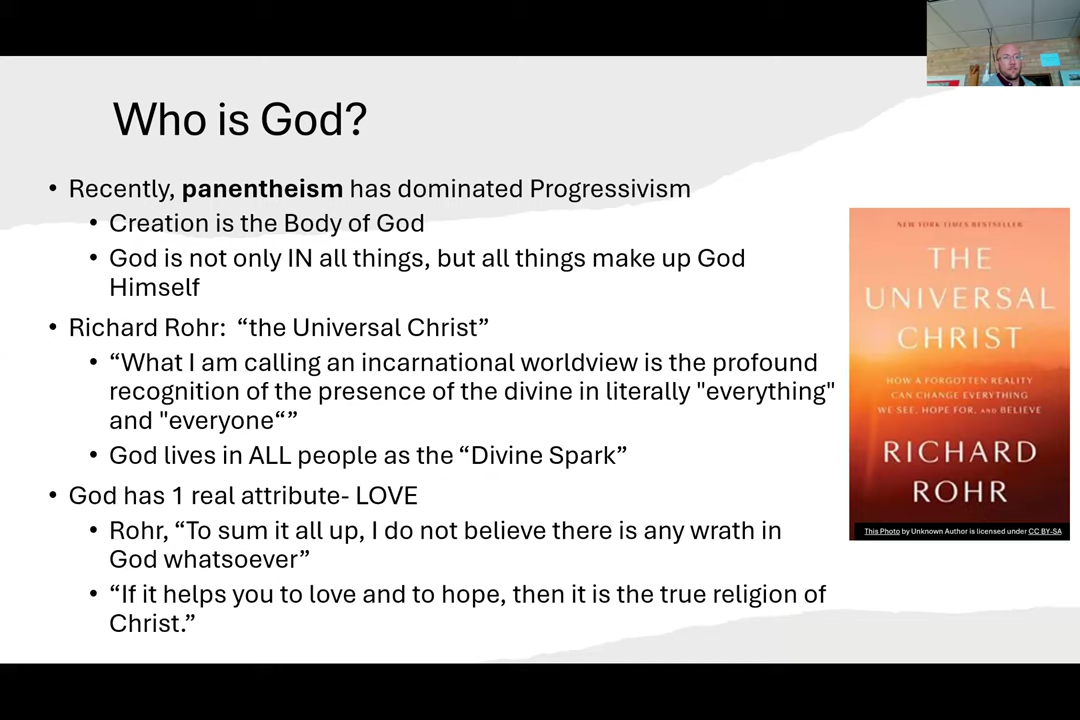 Who is God?
• Recently, panentheism has dominated Progressivism
• Creation is the Body of God
• God is not only IN all things, but all things make up God
Himself
• Richard Rohr: “the Universal Christ”
• “What I am calling an incarnational worldview is the profound
recognition of the presence of the divine in literally "everything"
and "everyone“”
• God lives in ALL people as the “Divine Spark”
• God has 1 real attribute- LOVE
• Rohr, “To sum it all up, I do not believe there is any wrath in
God whatsoever”
• “If it helps you to love and to hope, then it is the true religion of
Christ.”
NEW YORK TIMES BESTSELLER
THE
UNIVERSAL
CHRIST
HOW A FORGOTTEN REALITY
CAN CHANGE EVERYTHING
WE SEE, HOPE FOR, AND BELIEVE
RICHARD
ROHR
This Photo by Unknown Author is licensed under CC BY-SA